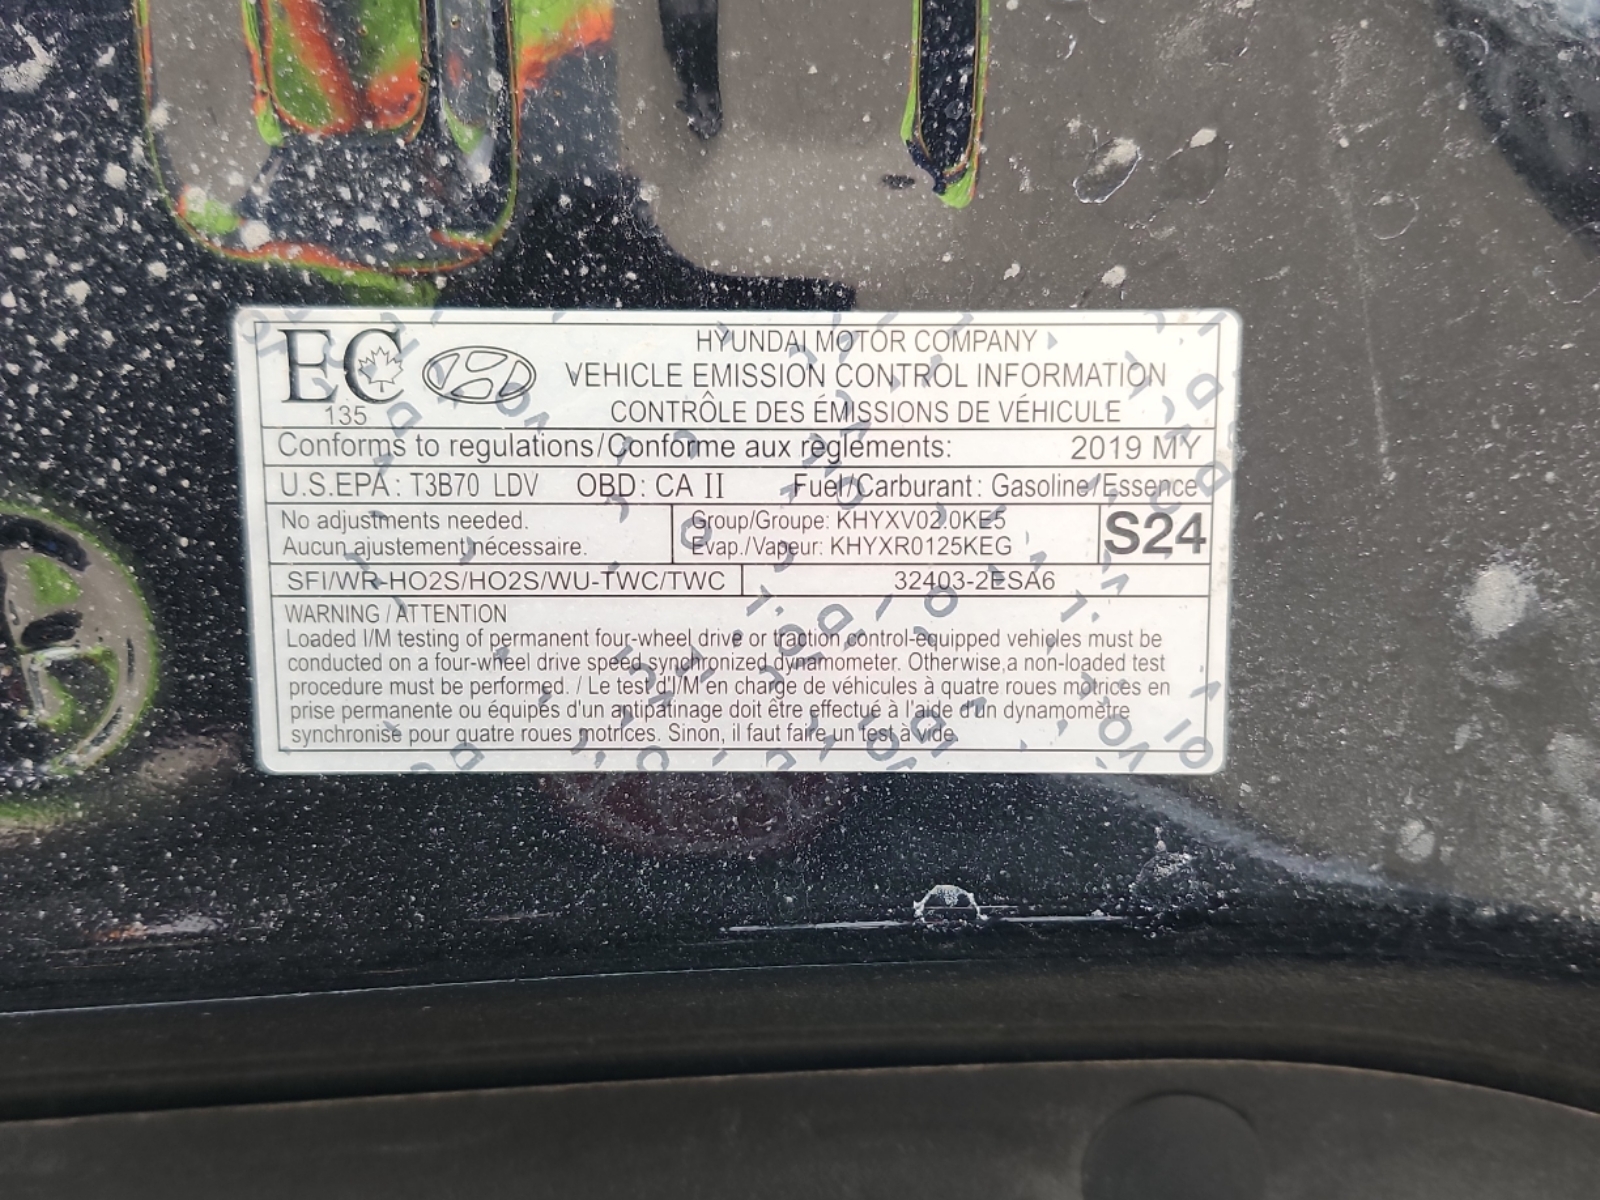 EC
135
HYUNDAI MOTOR COMPANY
VEHICLE EMISSION CONTROL INFORMATION
CONTRÔLE DES ÉMISSIONS DE VÉHICULE
Conforms to regulations/Conforme aux règlements: 2019 MY
U.S.EPA: T3B70 LDV OBD: CA II Fuel/Carburant: Gasoline/Essence
No adjustments needed.
Aucun ajustement nécessaire.
Group/Groupe: KHYXV02.0KE5
Evap./Vapeur: KHYXR0125KEG
S24
SFI/WR-HO2S/HO2S/WU-TWC/TWC 32403-2ESA6
WARNING / ATTENTION
Loaded I/M testing of permanent four-wheel drive or traction control-equipped vehicles must be
conducted on a four-wheel drive speed synchronized dynamometer. Otherwise,a non-loaded test
procedure must be performed. / Le test d'I/M en charge de véhicules à quatre roues motrices en
prise permanente ou équipés d'un antipatinage doit être effectué à l'aide d'un dynamomètre
synchronisé pour quatre roues motrices. Sinon, il faut faire un test à vide.